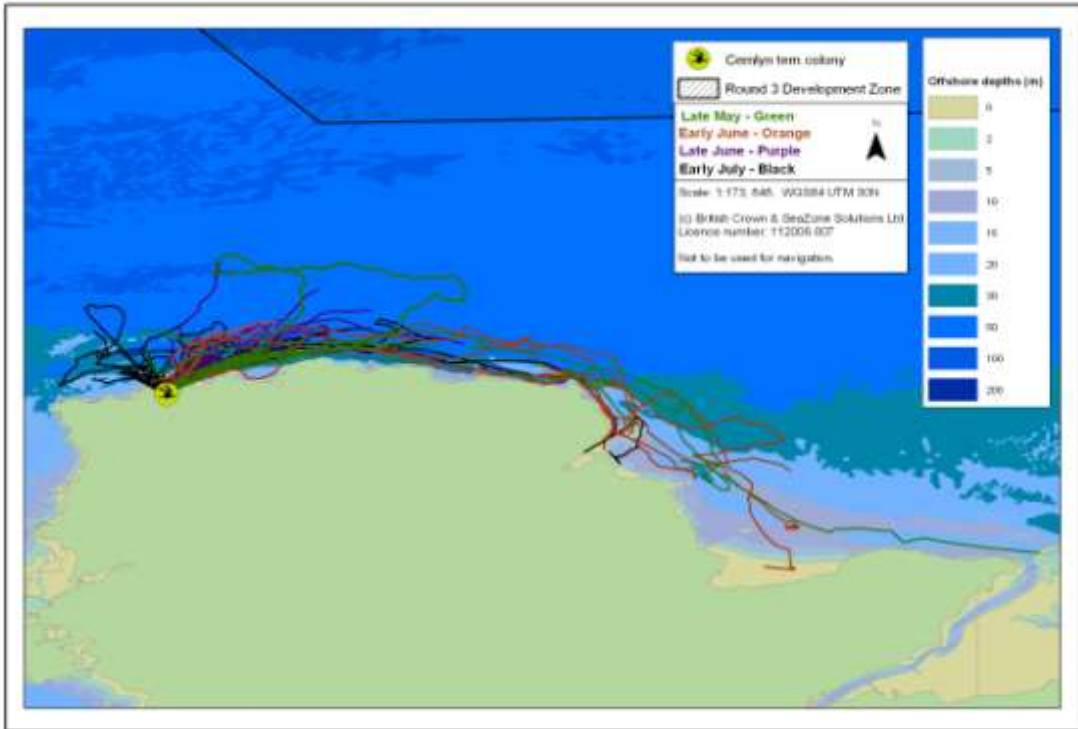 Cemlyn tern colony
Round 3 Development Zone
Late May - Green
Early June - Orange
Late June - Purple
Early July - Black
N
Scale: 1:173, 848. WGS84 UTM 30N
(c) British Crown & SeaZone Solutions Ltd
Licence number: 112006.007
Not to be used for navigation.
Offshore depths (m)
0
2
5
10
15
20
30
50
100
200